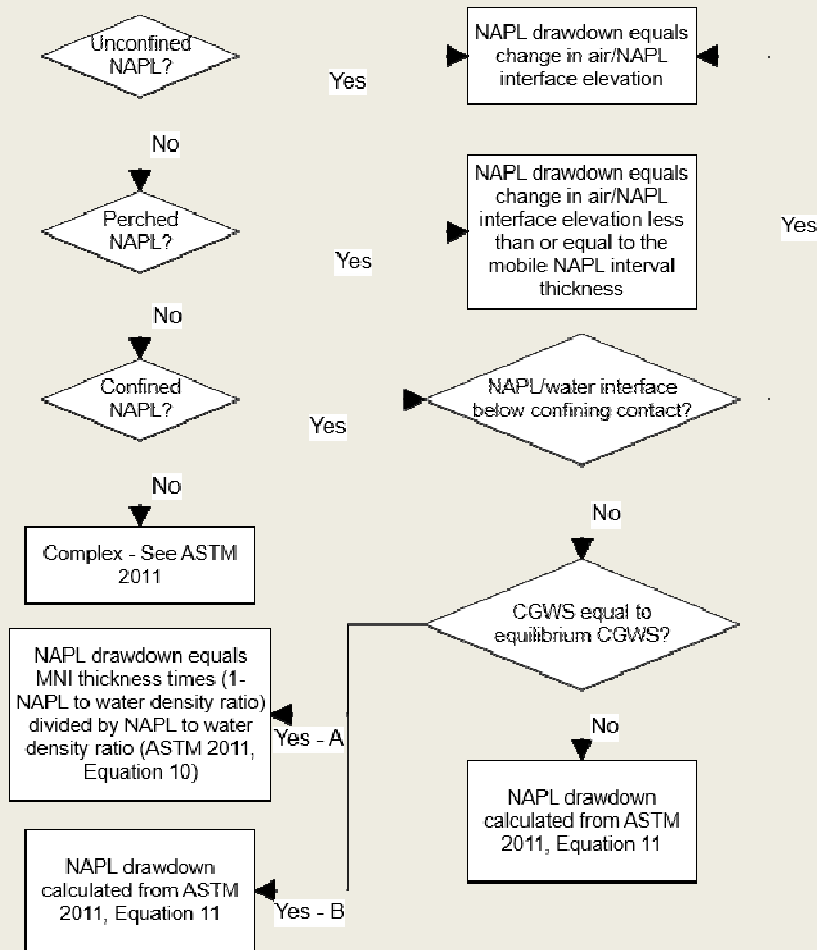 Unconfined
NAPL?
Yes
NAPL drawdown equals
change in air/NAPL
interface elevation
No
Perched
NAPL?
Yes
NAPL drawdown equals
change in air/NAPL
interface elevation less
than or equal to the
mobile NAPL interval
thickness
Yes
No
Confined
NAPL?
Yes
NAPL/water interface
below confining contact?
No
Complex - See ASTM
2011
No
CGWS equal to
equilibrium CGWS?
NAPL drawdown equals
MNI thickness times (1-
NAPL to water density ratio)
divided by NAPL to water
density ratio (ASTM 2011,
Equation 10)
Yes - A
No
NAPL drawdown
calculated from ASTM
2011, Equation 11
NAPL drawdown
calculated from ASTM
2011, Equation 11
Yes - B